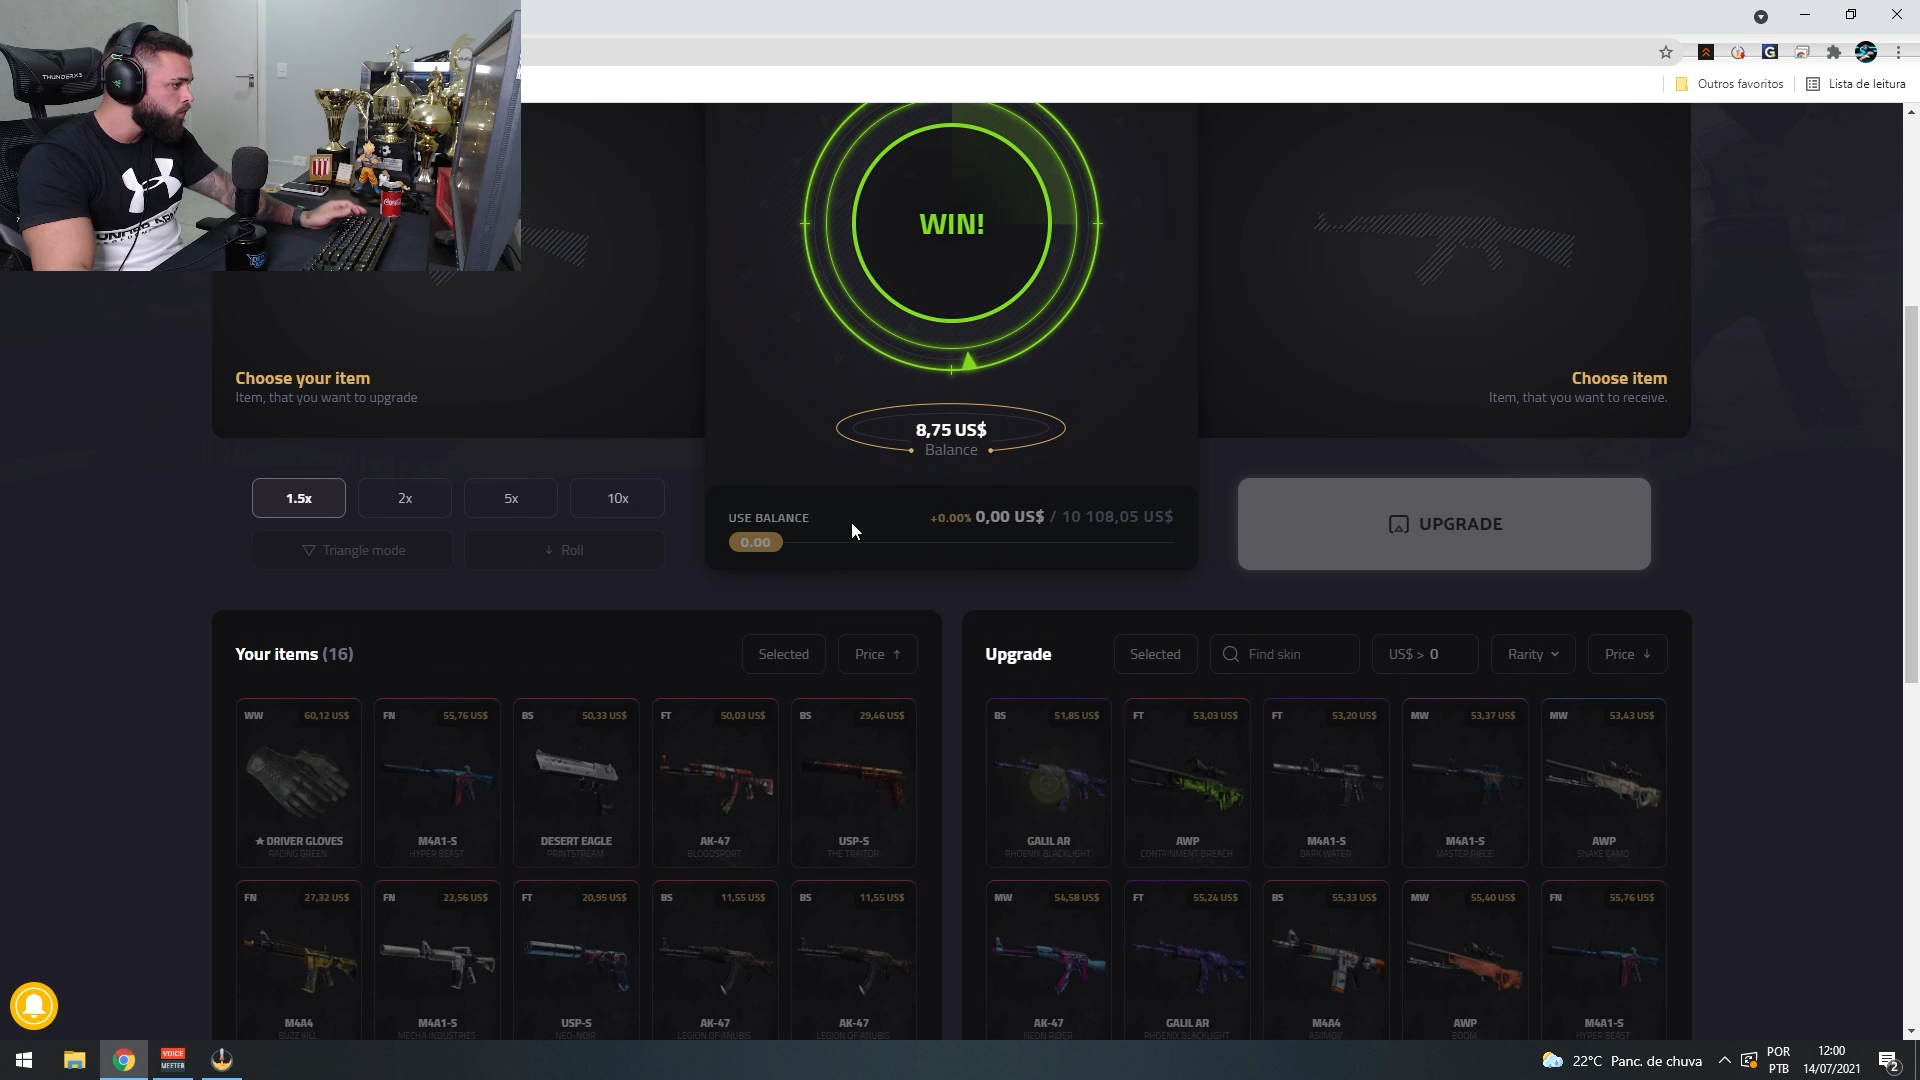 THUNDERX3
UNDER ARMOUR
Coca-Cola
Outros favoritos
Lista de leitura
WIN!
Choose your item
Item, that you want to upgrade
Choose item
Item, that you want to receive.
8,75 US$
Balance
1.5x
2x
5x
10x
Triangle mode
Roll
USE BALANCE
+0.00% 0,00 US$ / 10 108,05 US$
0.00
UPGRADE
Your items (16)
Selected
Price
Upgrade
Selected
Find skin
US$ > 0
Rarity
Price
WW 60,12 US$
FN 55,76 US$
BS 50,33 US$
FT 50,03 US$
BS 29,46 US$
★ DRIVER GLOVES
RACING GREEN
M4A1-S
HYPER BEAST
DESERT EAGLE
PRINTSTREAM
AK-47
BLOODSPORT
USP-S
THE TRAITOR
BS 51,85 US$
FT 53,03 US$
FT 53,20 US$
MW 53,37 US$
MW 53,43 US$
GALIL AR
PHOENIX BLACKLIGHT
AWP
CONTAINMENT BREACH
M4A1-S
DARK WATER
M4A1-S
MASTER PIECE
AWP
SNAKE CAMO
FN 27,32 US$
FN 22,56 US$
FT 20,95 US$
BS 11,55 US$
BS 11,55 US$
M4A4
BUZZ KILL
M4A1-S
MECHA INDUSTRIES
USP-S
NEO-NOIR
AK-47
LEGION OF ANUBIS
AK-47
LEGION OF ANUBIS
MW 54,58 US$
FT 55,24 US$
BS 55,33 US$
MW 55,40 US$
FN 55,76 US$
AK-47
NEON RIDER
GALIL AR
PHOENIX BLACKLIGHT
M4A4
ASIIMOV
AWP
BOOM
M4A1-S
HYPER BEAST
VOICE
MEETER
22°C Panc. de chuva
POR
PTB
12:00
14/07/2021
2